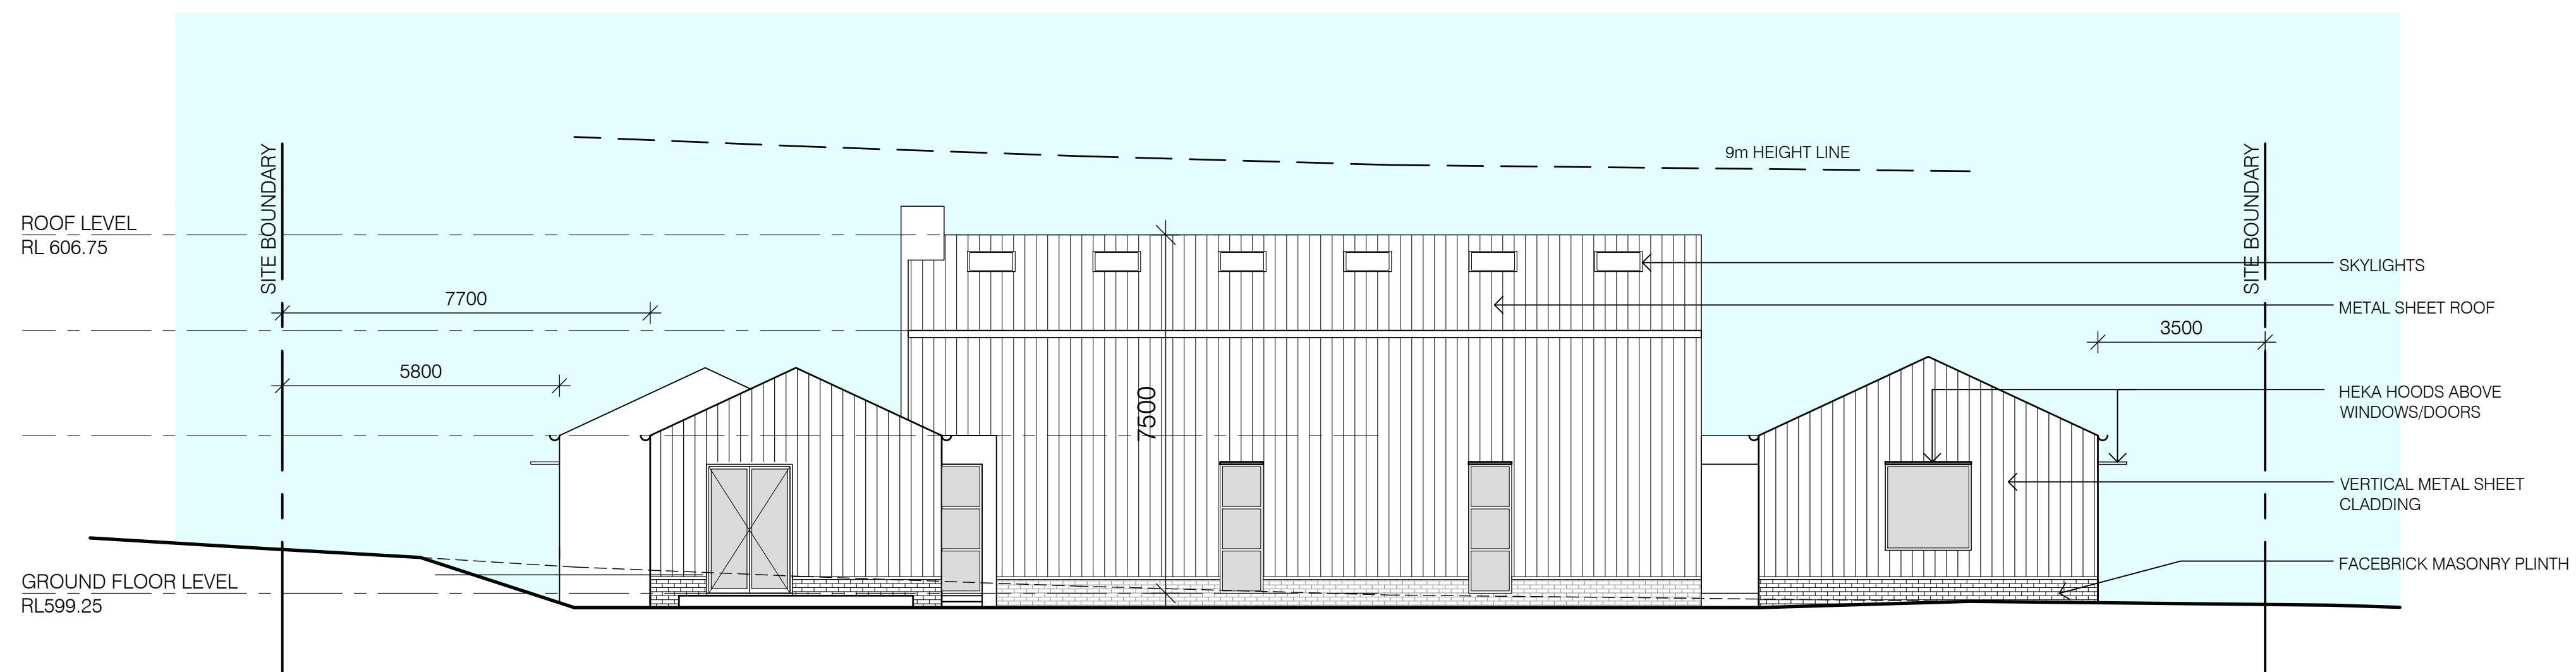 9m HEIGHT LINE
SITE BOUNDARY
SITE BOUNDARY
ROOF LEVEL
RL 606.75
SKYLIGHTS
7700
METAL SHEET ROOF
3500
5800
7500
HEKA HOODS ABOVE
WINDOWS/DOORS
VERTICAL METAL SHEET
CLADDING
FACEBRICK MASONRY PLINTH
GROUND FLOOR LEVEL
RL599.25